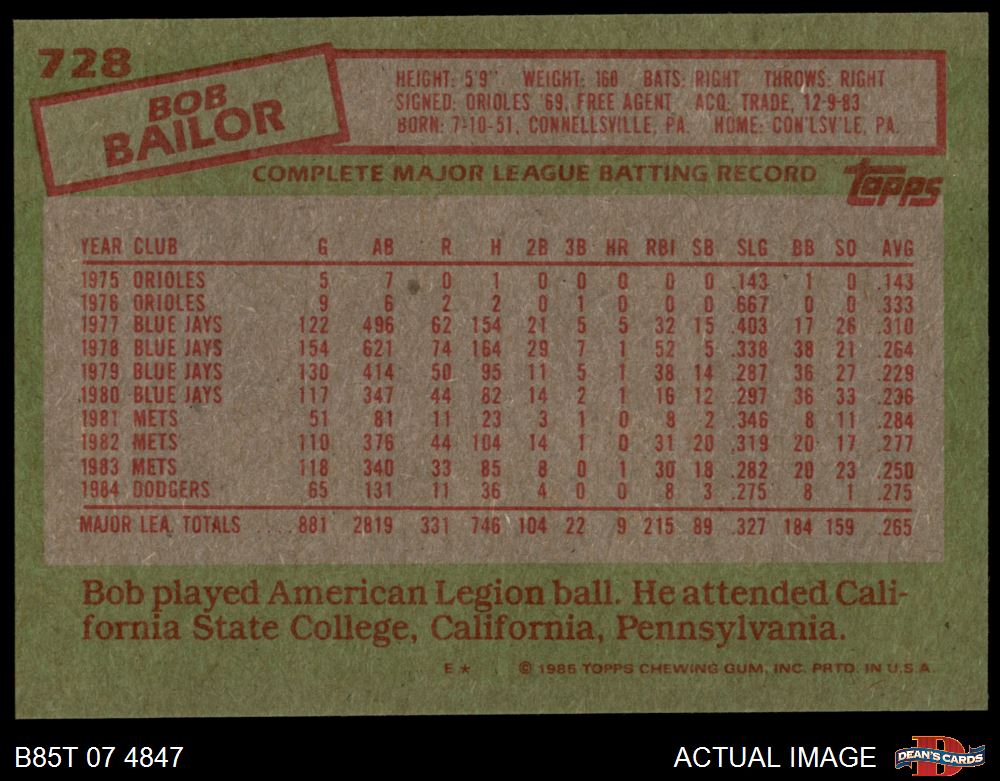 728
BOB
BAILOR
HEIGHT: 5'9" WEIGHT: 160 BATS: RIGHT THROWS: RIGHT
SIGNED: ORIOLES '69, FREE AGENT ACQ. TRADE, 12-9-83
BORN: 7-10-51, CONNELLSVILLE, PA. HOME: CON'LSV'LE, PA.
COMPLETE MAJOR LEAGUE BATTING RECORD
topps
YEAR CLUB G AB R H 2B 3B HR RBI SB SLG BB SO AVG
1975 ORIOLES 5 7 0 1 0 0 0 0 0 .143 1 0 .143
1976 ORIOLES 9 6 2 2 0 1 0 0 0 .667 0 0 .333
1977 BLUE JAYS 122 496 62 154 21 5 5 32 15 .403 17 26 .310
1978 BLUE JAYS 154 621 74 164 29 7 1 52 5 .338 38 21 .264
1979 BLUE JAYS 130 414 50 95 11 5 1 38 14 .287 36 27 .229
1980 BLUE JAYS 117 347 44 82 14 2 1 16 12 .297 36 33 .236
1981 METS 51 81 11 23 3 1 0 8 2 .346 8 11 .284
1982 METS 110 376 44 104 14 1 0 31 20 .319 20 17 .277
1983 METS 118 340 33 85 8 0 1 30 18 .282 20 23 .250
1984 DODGERS 65 131 11 36 4 0 0 8 3 .275 8 1 .275
MAJOR LEA. TOTALS 881 2819 331 746 104 22 9 215 89 .327 184 159 .265
Bob played American Legion ball. He attended Cali-
fornia State College, California, Pennsylvania.
E* © 1985 TOPPS CHEWING GUM, INC. PRTD. IN U.S.A.
B85T 07 4847 ACTUAL IMAGE D DEAN'S CARDS